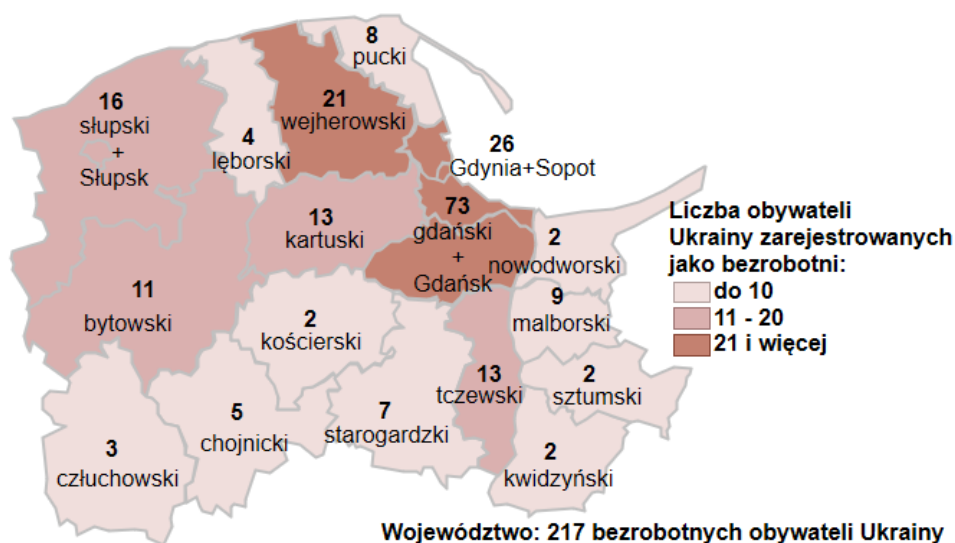 8
pucki
16
słupski
+
Słupsk
4
lęborski
21
wejherowski
26
Gdynia+Sopot
73
gdański
+
Gdańsk
13
kartuski
2
nowodworski
11
bytowski
2
kościerski
9
malborski
13
tczewski
2
sztumski
7
starogardzki
5
chojnicki
3
człuchowski
2
kwidzyński
Liczba obywateli
Ukrainy zarejestrowanych
jako bezrobotni:
do 10
11 - 20
21 i więcej
Województwo: 217 bezrobotnych obywateli Ukrainy